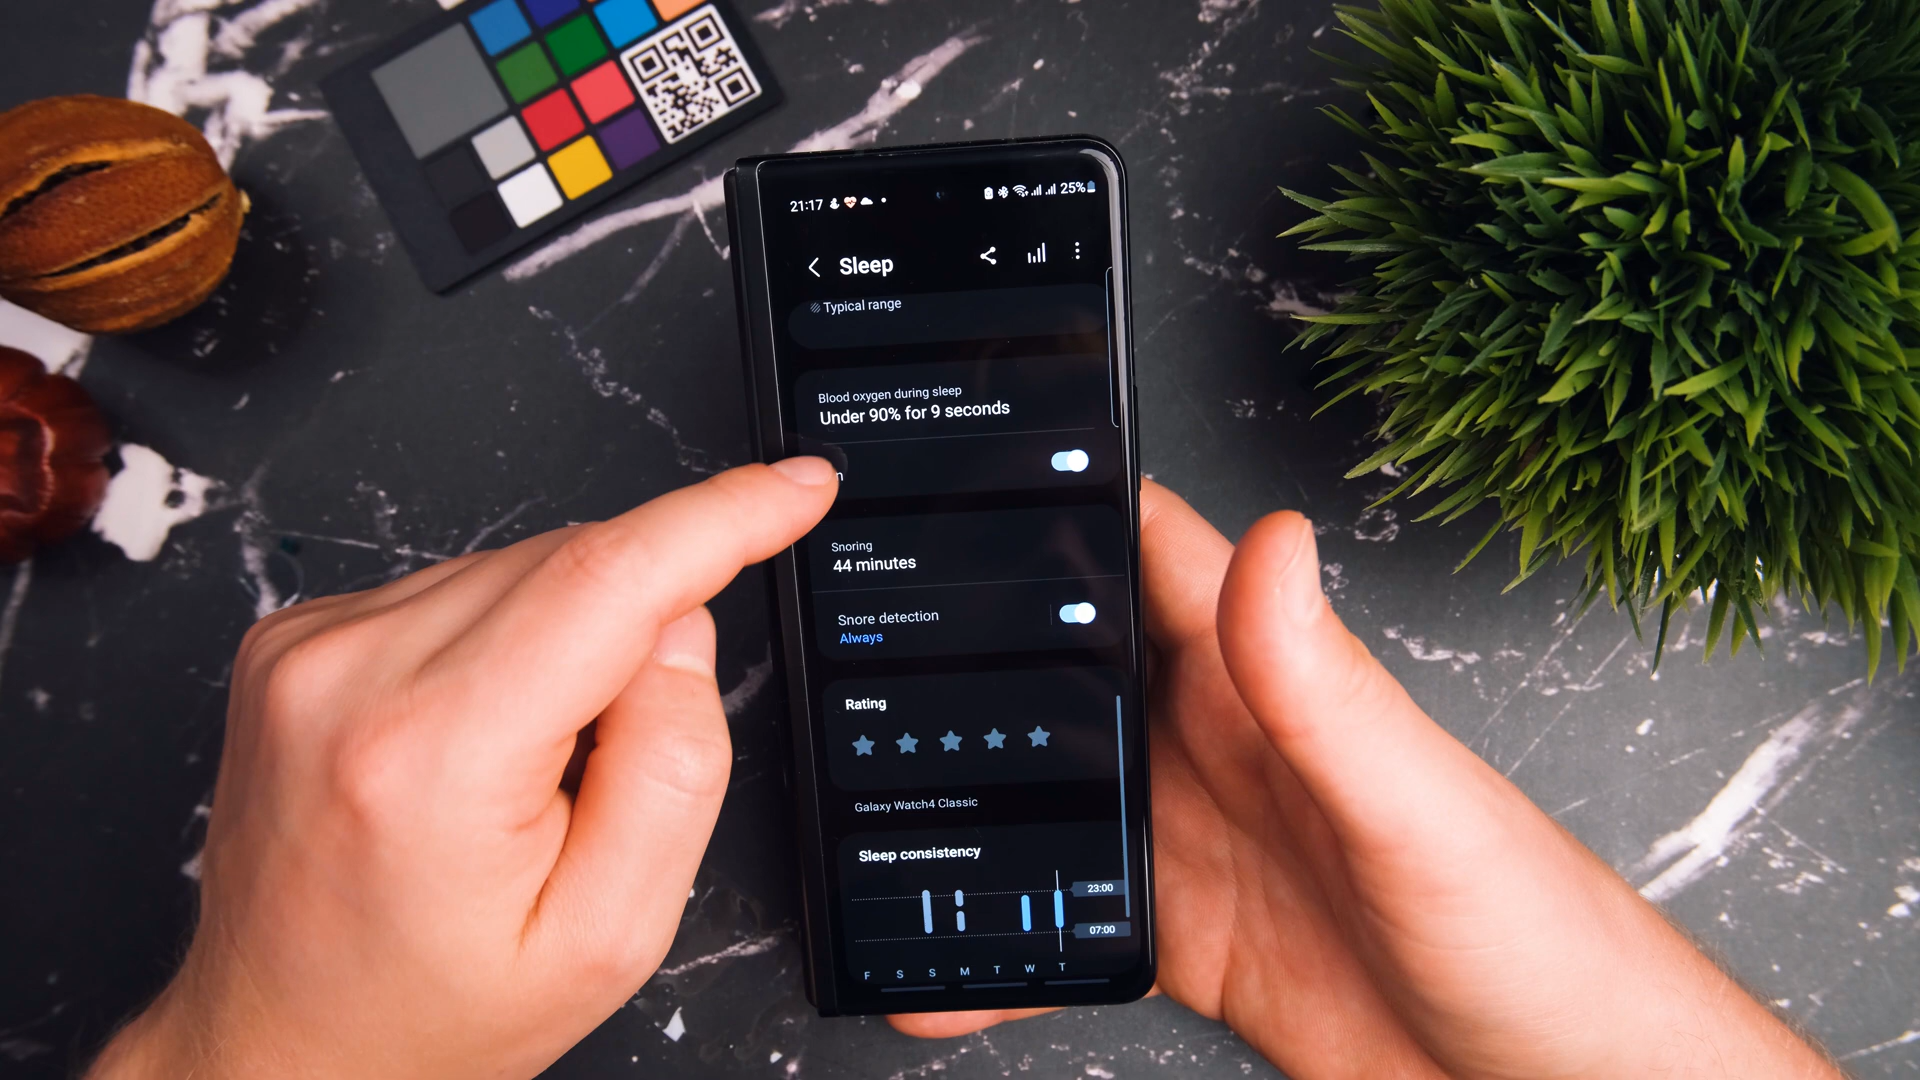 21:17
25%
Sleep
Typical range
Blood oxygen during sleep
Under 90% for 9 seconds
n
Snoring
44 minutes
Snore detection
Always
Rating
Galaxy Watch4 Classic
Sleep consistency
23:00
07:00
F S S M T W T